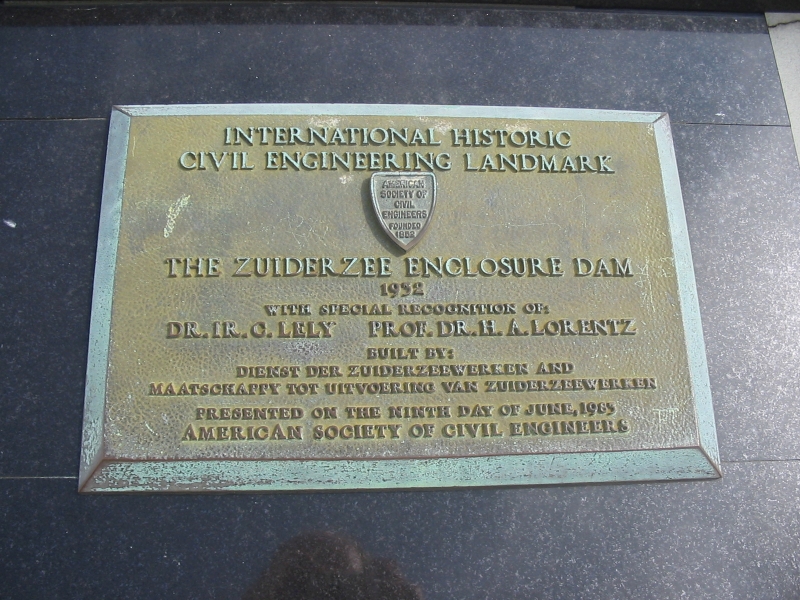 INTERNATIONAL HISTORIC
CIVIL ENGINEERING LANDMARK
AMERICAN
SOCIETY OF
CIVIL
ENGINEERS
FOUNDED
1852
THE ZUIDERZEE ENCLOSURE DAM
1932
WITH SPECIAL RECOGNITION OF:
DR. IR. C. LELY PROF. DR. H. A. LORENTZ
BUILT BY:
DIENST DER ZUIDERZEEWERKEN AND
MAATSCHAPPY TOT UITVOERING VAN ZUIDERZEEWERKEN
PRESENTED ON THE NINTH DAY OF JUNE, 1983
AMERICAN SOCIETY OF CIVIL ENGINEERS